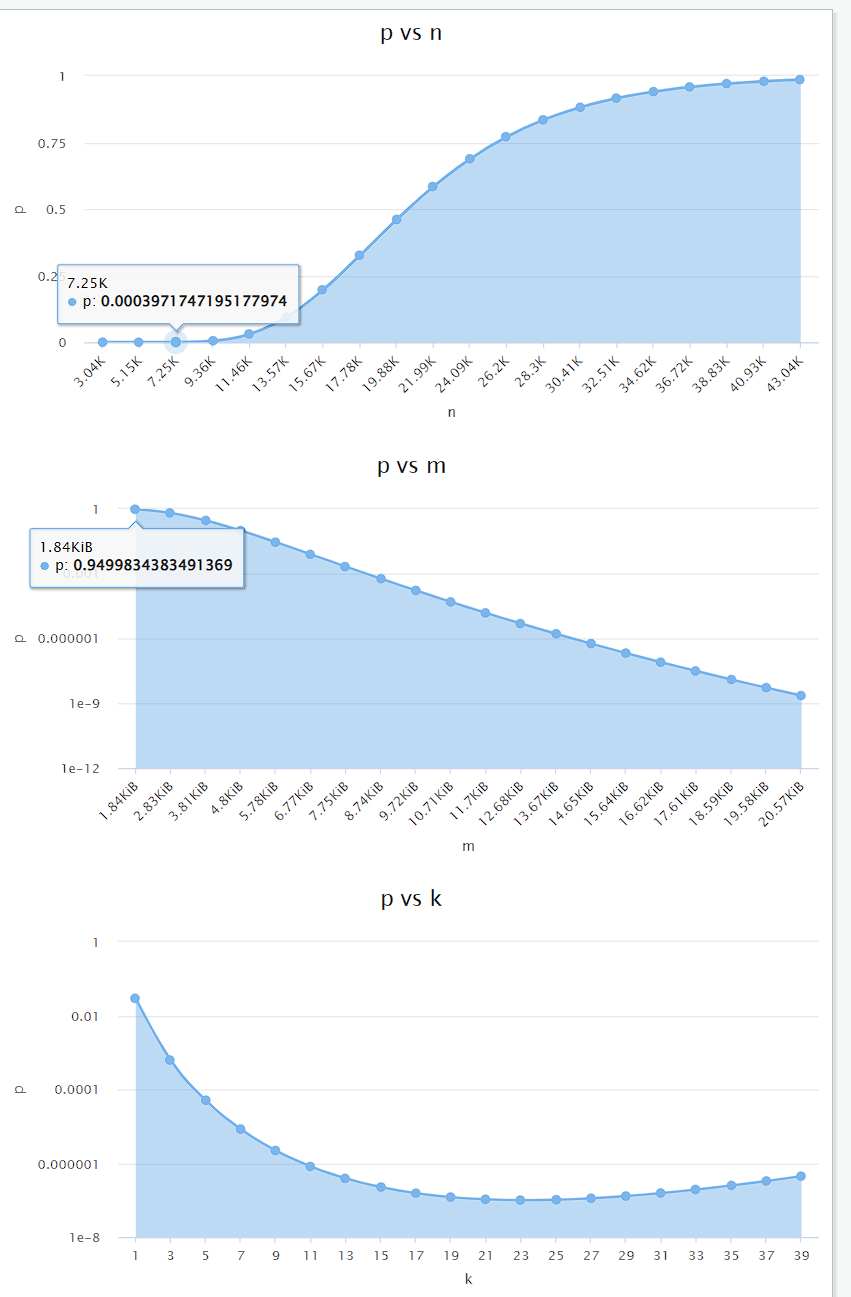 p vs n
1
0.75
0.5
p
0.25
7.25K
p: 0.0003971747195177974
0
3.04K 5.15K 7.25K 9.36K 11.46K 13.57K 15.67K 17.78K 19.88K 21.99K 24.09K 26.2K 28.3K 30.41K 32.51K 34.62K 36.72K 38.83K 40.93K 43.04K
n
p vs m
1
1.84KiB
p: 0.9499834383491369
0.001
p
0.000001
1e-9
1e-12
1.84KiB 2.83KiB 3.81KiB 4.8KiB 5.78KiB 6.77KiB 7.75KiB 8.74KiB 9.72KiB 10.71KiB 11.7KiB 12.68KiB 13.67KiB 14.65KiB 15.64KiB 16.62KiB 17.61KiB 18.59KiB 19.58KiB 20.57KiB
m
p vs k
1
0.01
p
0.0001
0.000001
1e-8
1 3 5 7 9 11 13 15 17 19 21 23 25 27 29 31 33 35 37 39
k